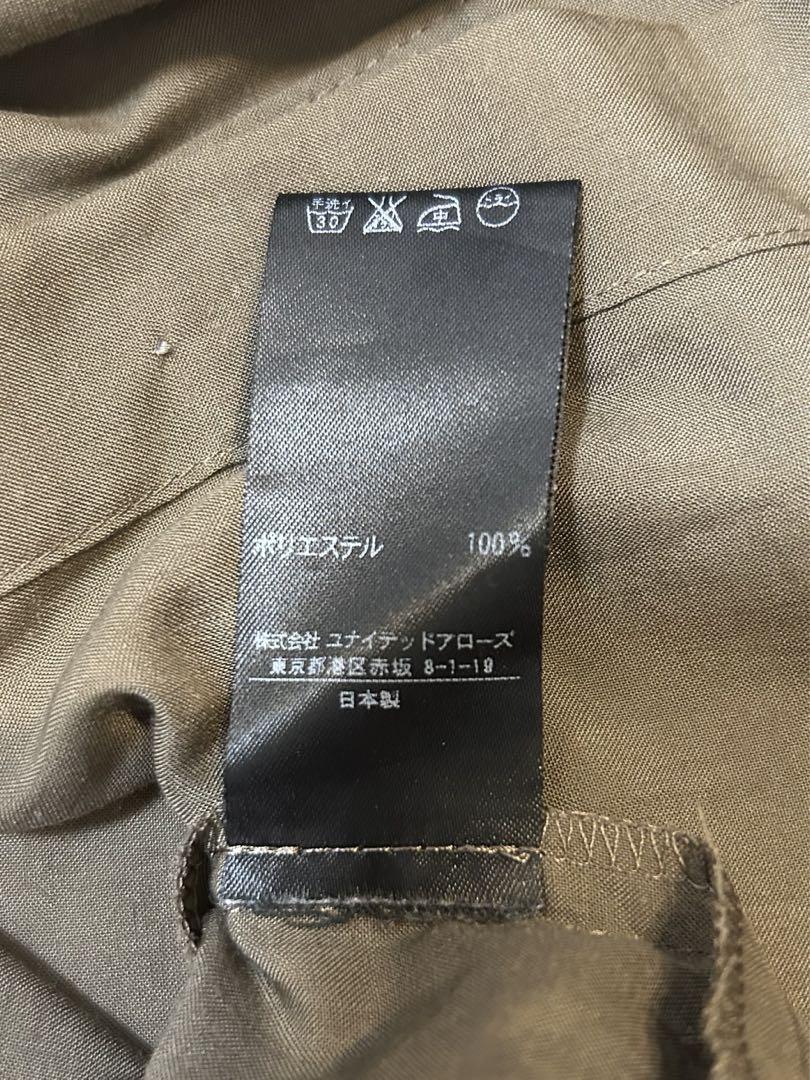 手洗イ 30 中
ポリエステル 100%
株式会社 ユナイテッドアローズ
東京都港区赤坂 8-1-19
日本製